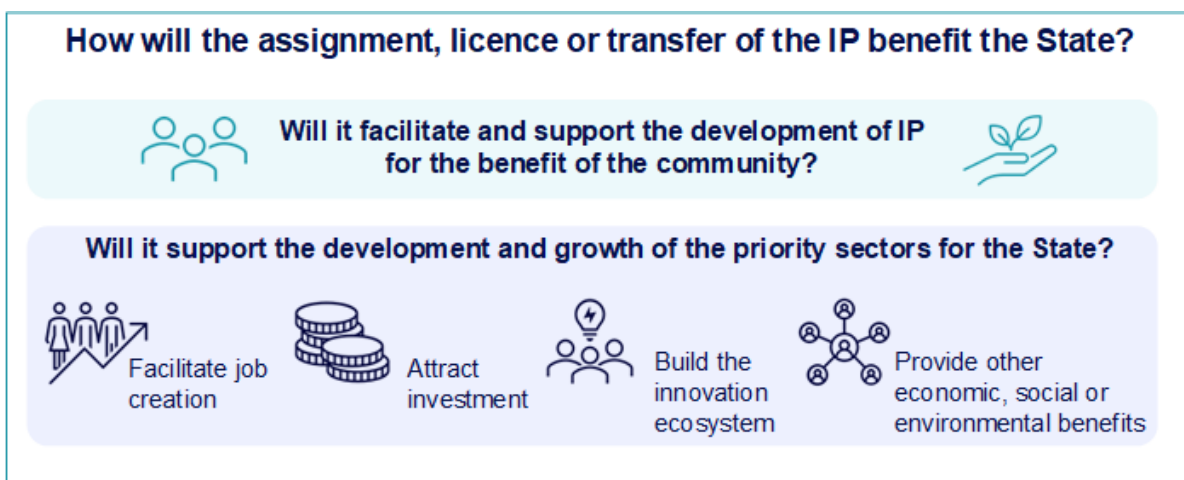 How will the assignment, licence or transfer of the IP benefit the State?
Will it facilitate and support the development of IP
for the benefit of the community?
Will it support the development and growth of the priority sectors for the State?
Facilitate job
creation
Attract
investment
Build the
innovation
ecosystem
Provide other
economic, social or
environmental benefits